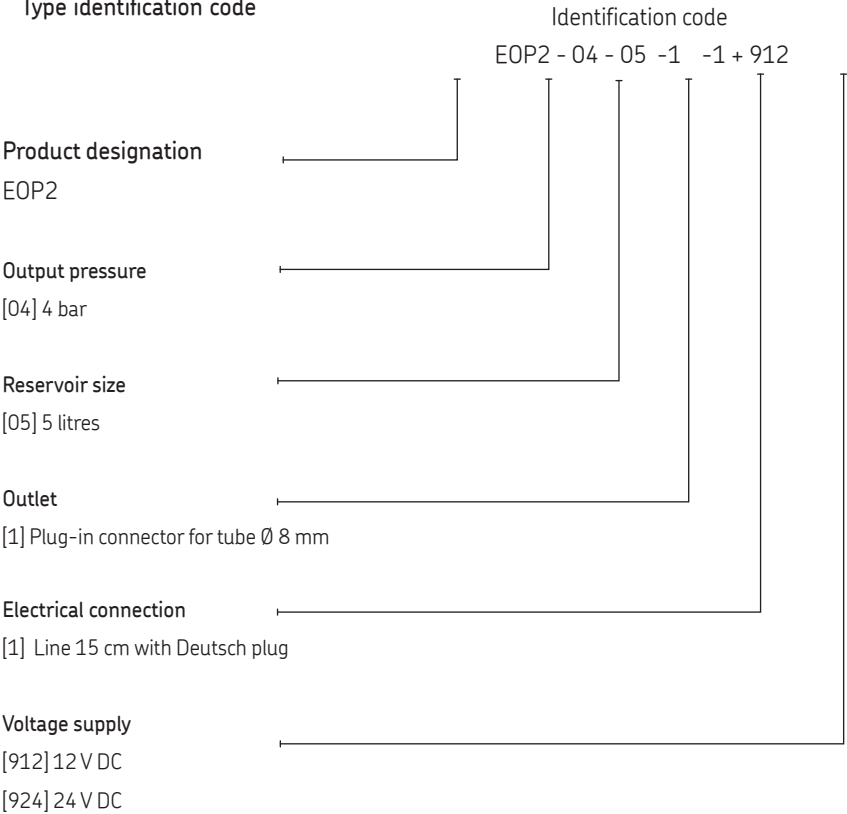 Type identification code
Identification code
EOP2 - 04 - 05 -1 -1 + 912
Product designation
EOP2
Output pressure
[04] 4 bar
Reservoir size
[05] 5 litres
Outlet
[1] Plug-in connector for tube Ø 8 mm
Electrical connection
[1] Line 15 cm with Deutsch plug
Voltage supply
[912] 12 V DC
[924] 24 V DC